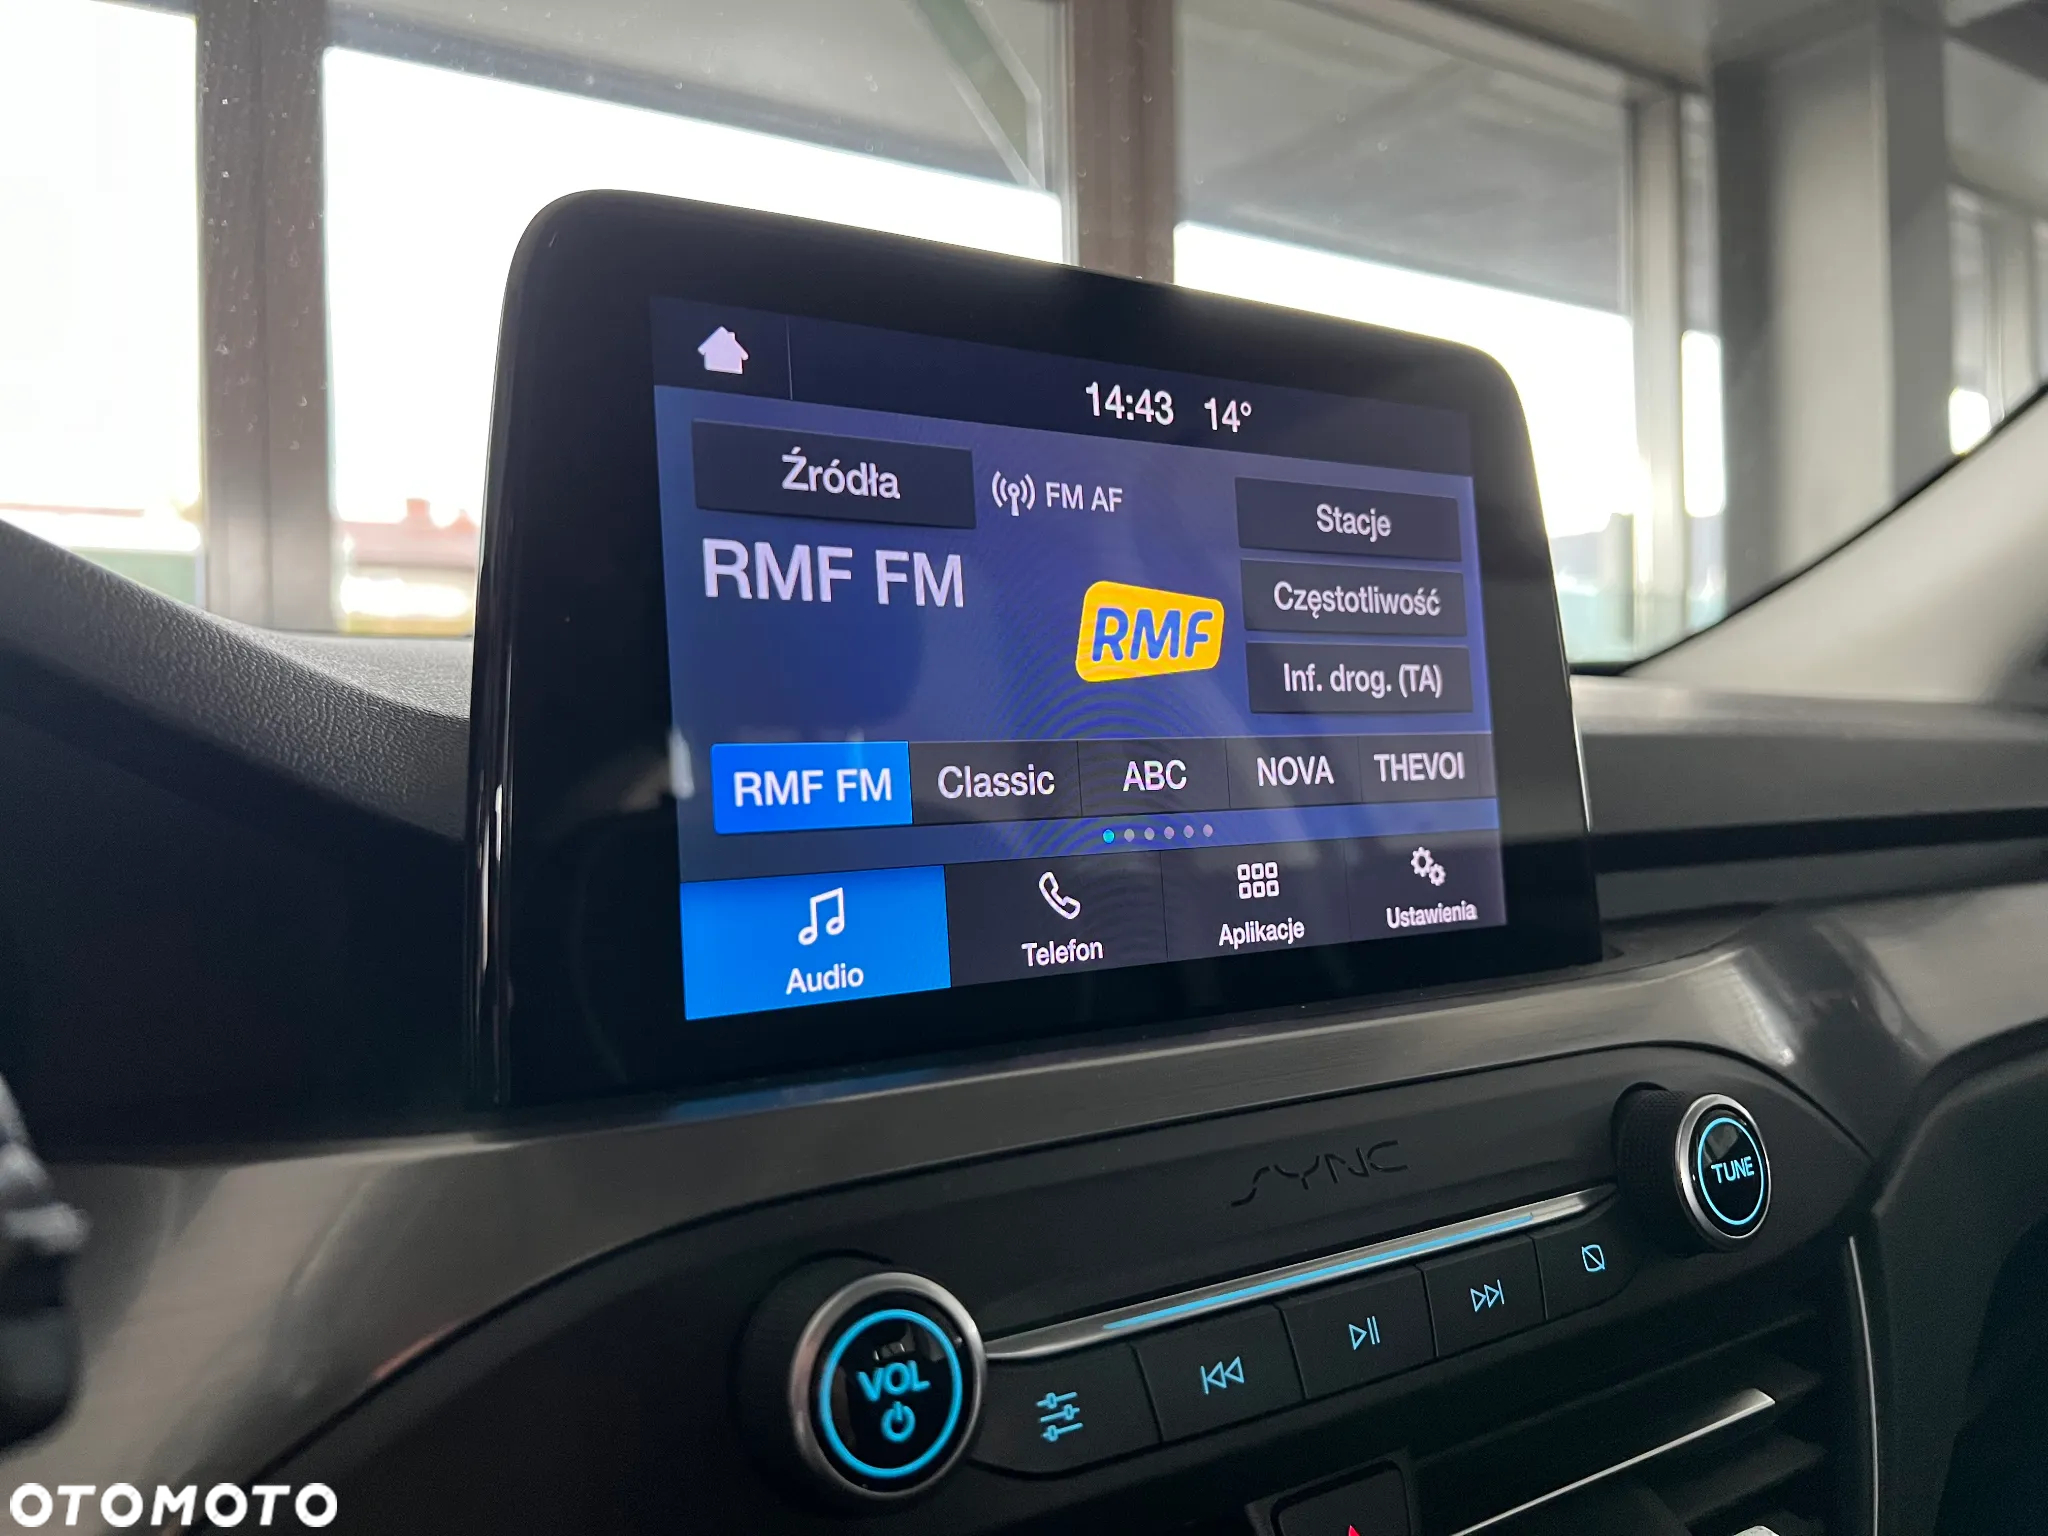 14:43 14°
Źródła
FM AF
Stacje
RMF FM
RMF
Częstotliwość
Inf. drog. (TA)
RMF FM
Classic
ABC
NOVA
THEVOI
Audio
Telefon
Aplikacje
Ustawienia
SYNC
TUNE
VOL
OTOMOTO